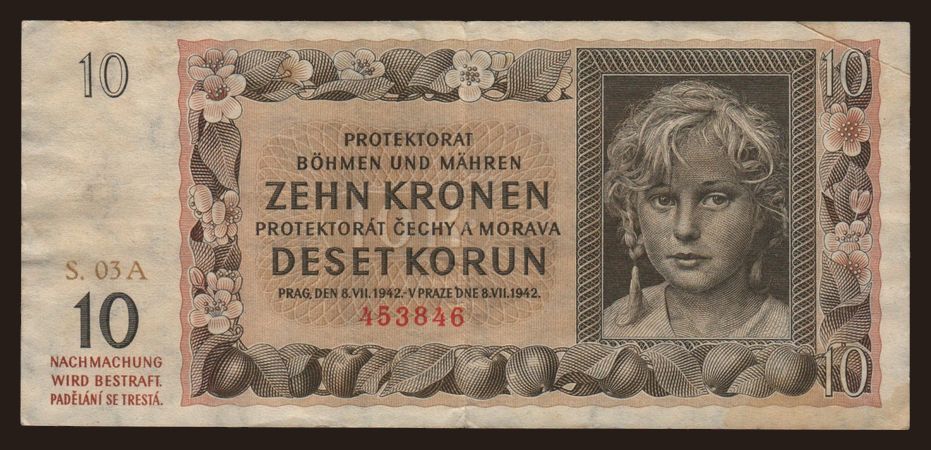 10
10
PROTEKTORAT
BÖHMEN UND MÄHREN
ZEHN KRONEN
PROTEKTORÁT ČECHY A MORAVA
DESET KORUN
PRAG, DEN 8.VII.1942.-V PRAZE DNE 8.VII.1942.
453846
S. 03 A
10
NACHMACHUNG
WIRD BESTRAFT.
PADĚLÁNÍ SE TRESTÁ.
10